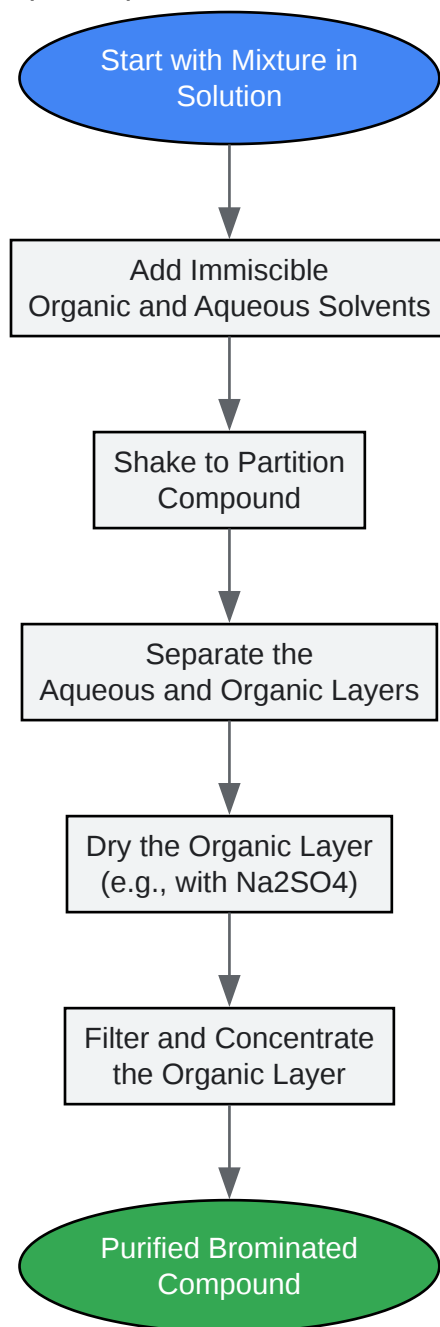 Start with Mixture in
Solution
Add Immiscible
Organic and Aqueous Solvents
Shake to Partition
Compound
Separate the
Aqueous and Organic Layers
Dry the Organic Layer
(e.g., with Na2SO4)
Filter and Concentrate
the Organic Layer
Purified Brominated
Compound